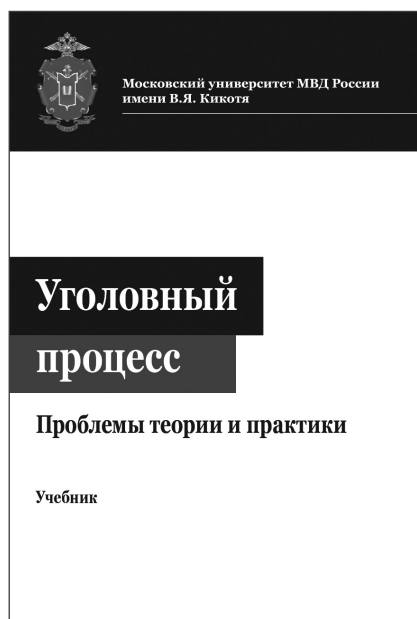 Московский университет МВД России
имени В.Я. Кикотя
Уголовный
процесс
Проблемы теории и практики
Учебник